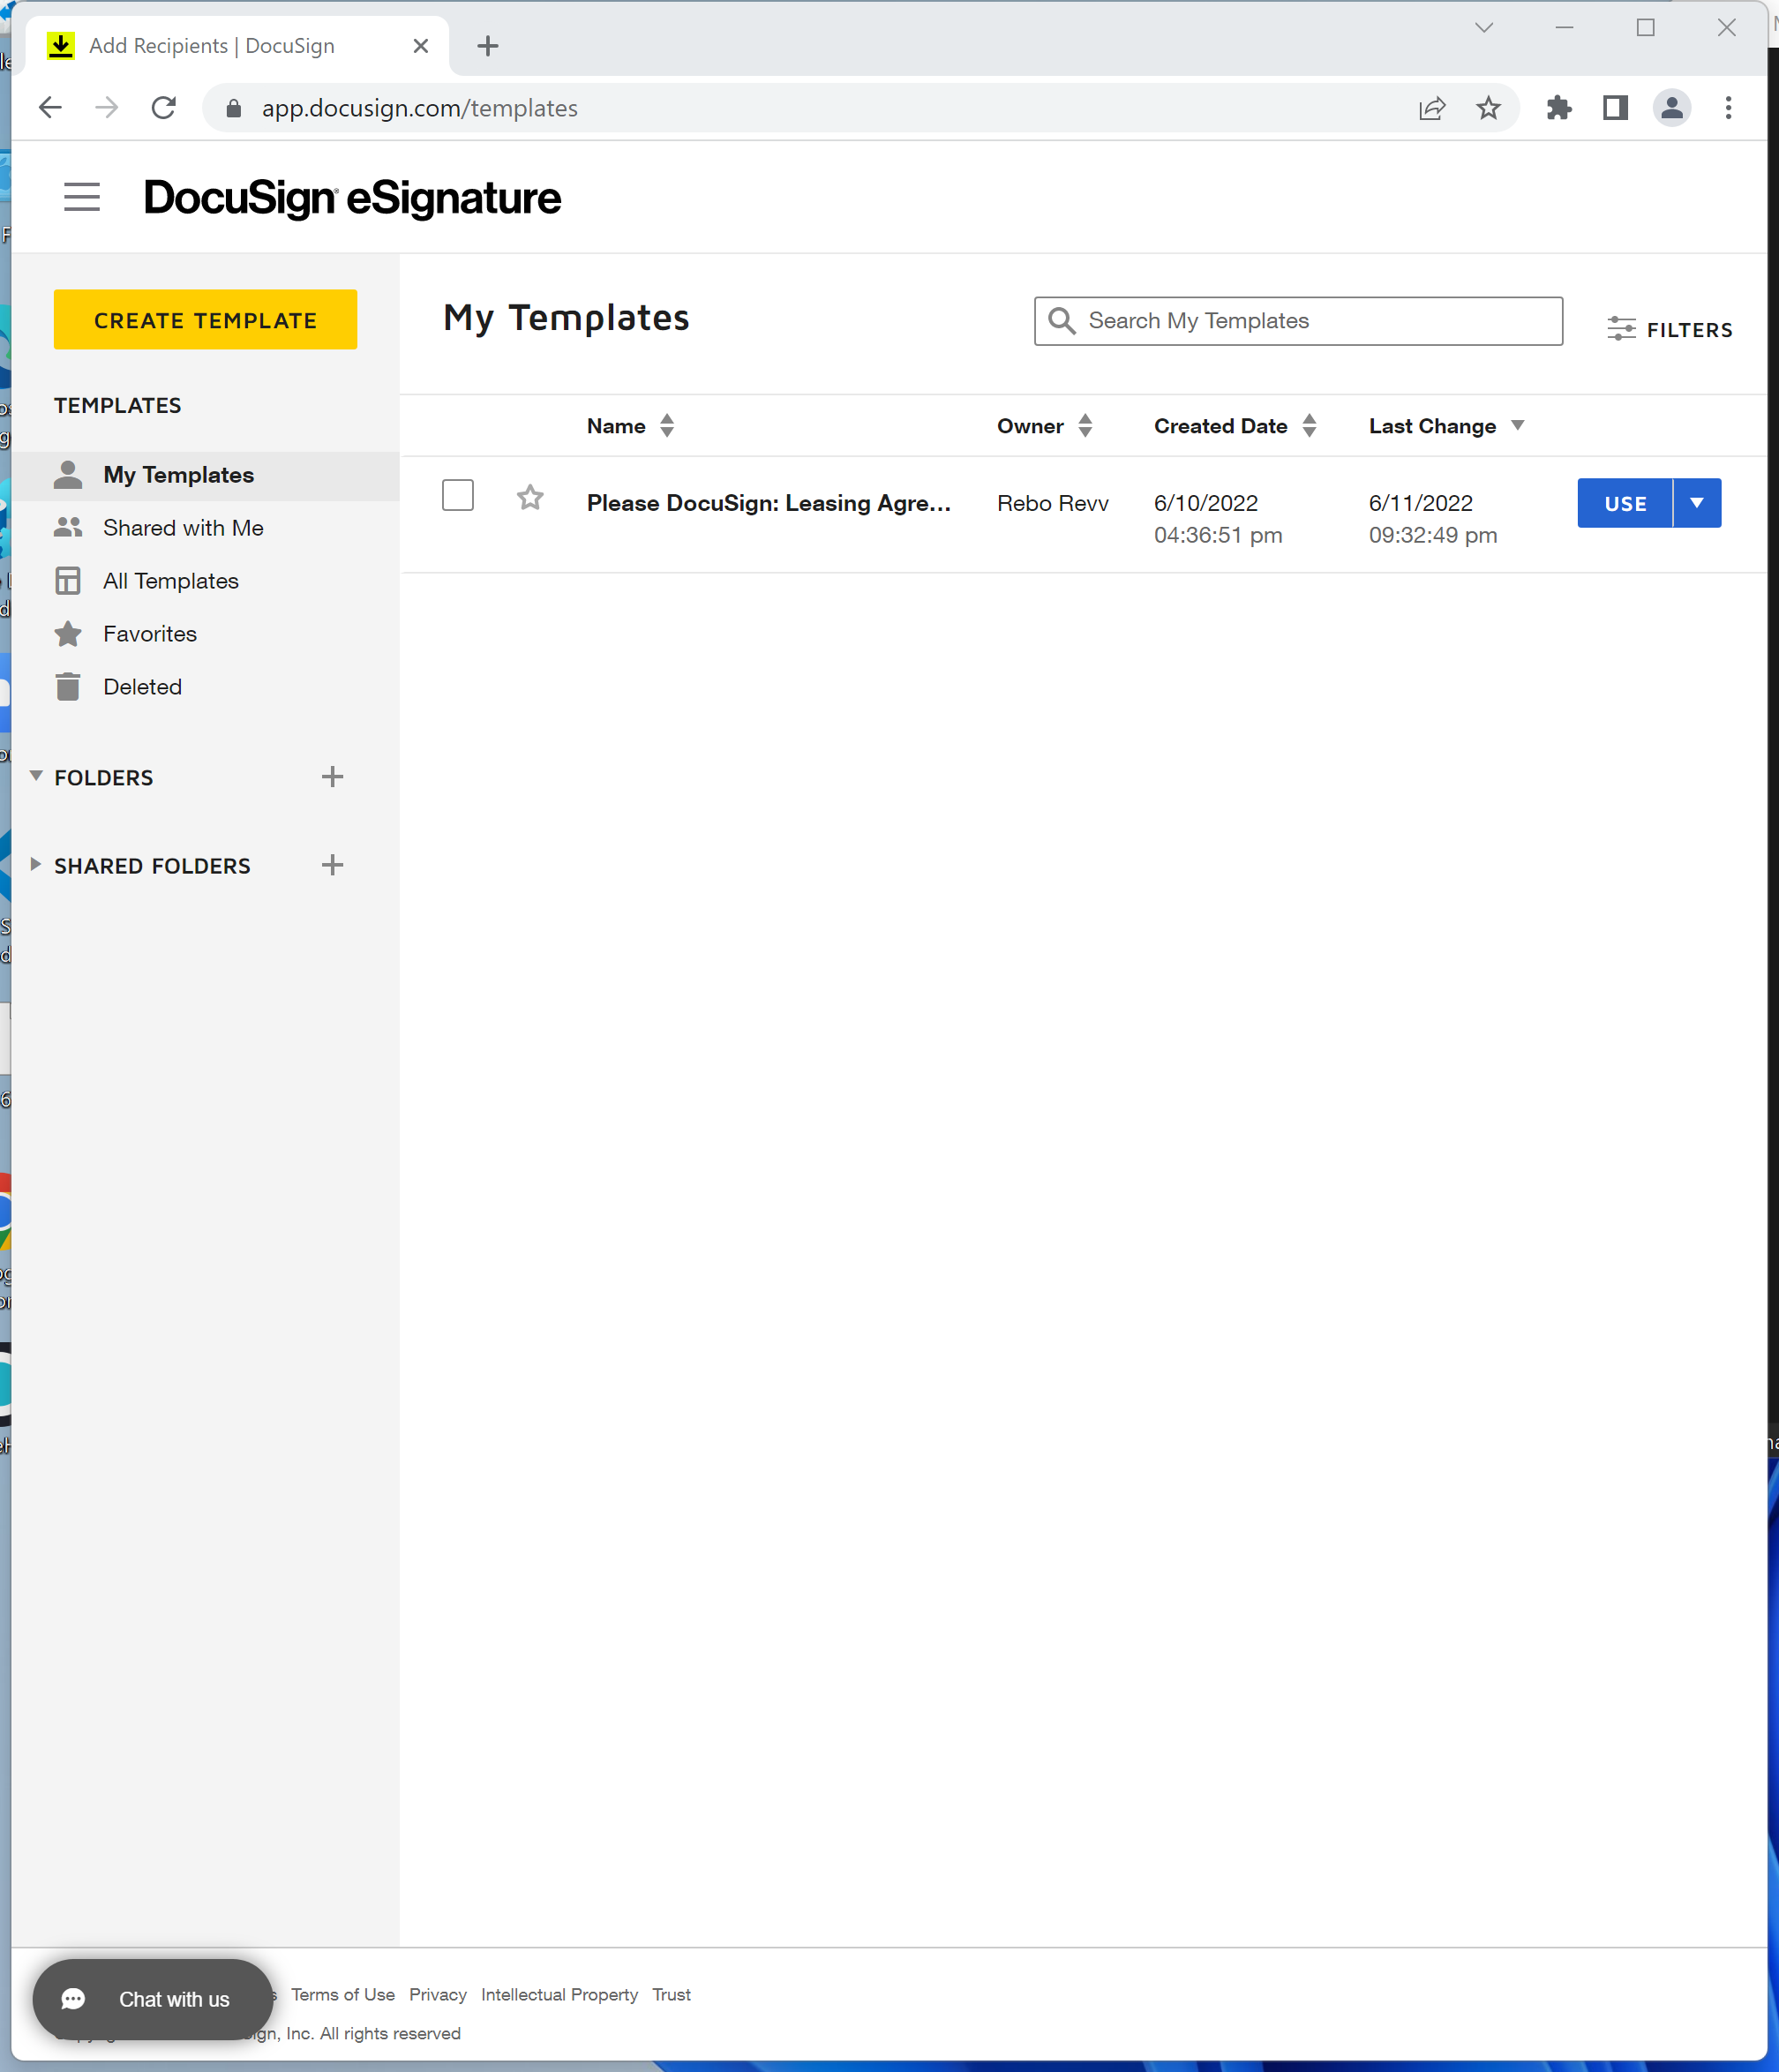 Add Recipients | DocuSign
app.docusign.com/templates
DocuSign eSignature
CREATE TEMPLATE
TEMPLATES
My Templates
Shared with Me
All Templates
Favorites
Deleted
FOLDERS
SHARED FOLDERS
My Templates
Search My Templates
FILTERS
Name Owner Created Date Last Change
Please DocuSign: Leasing Agre... Rebo Revv 6/10/2022 6/11/2022 USE
04:36:51 pm 09:32:49 pm
Chat with us
Terms of Use Privacy Intellectual Property Trust
Inc. All rights reserved